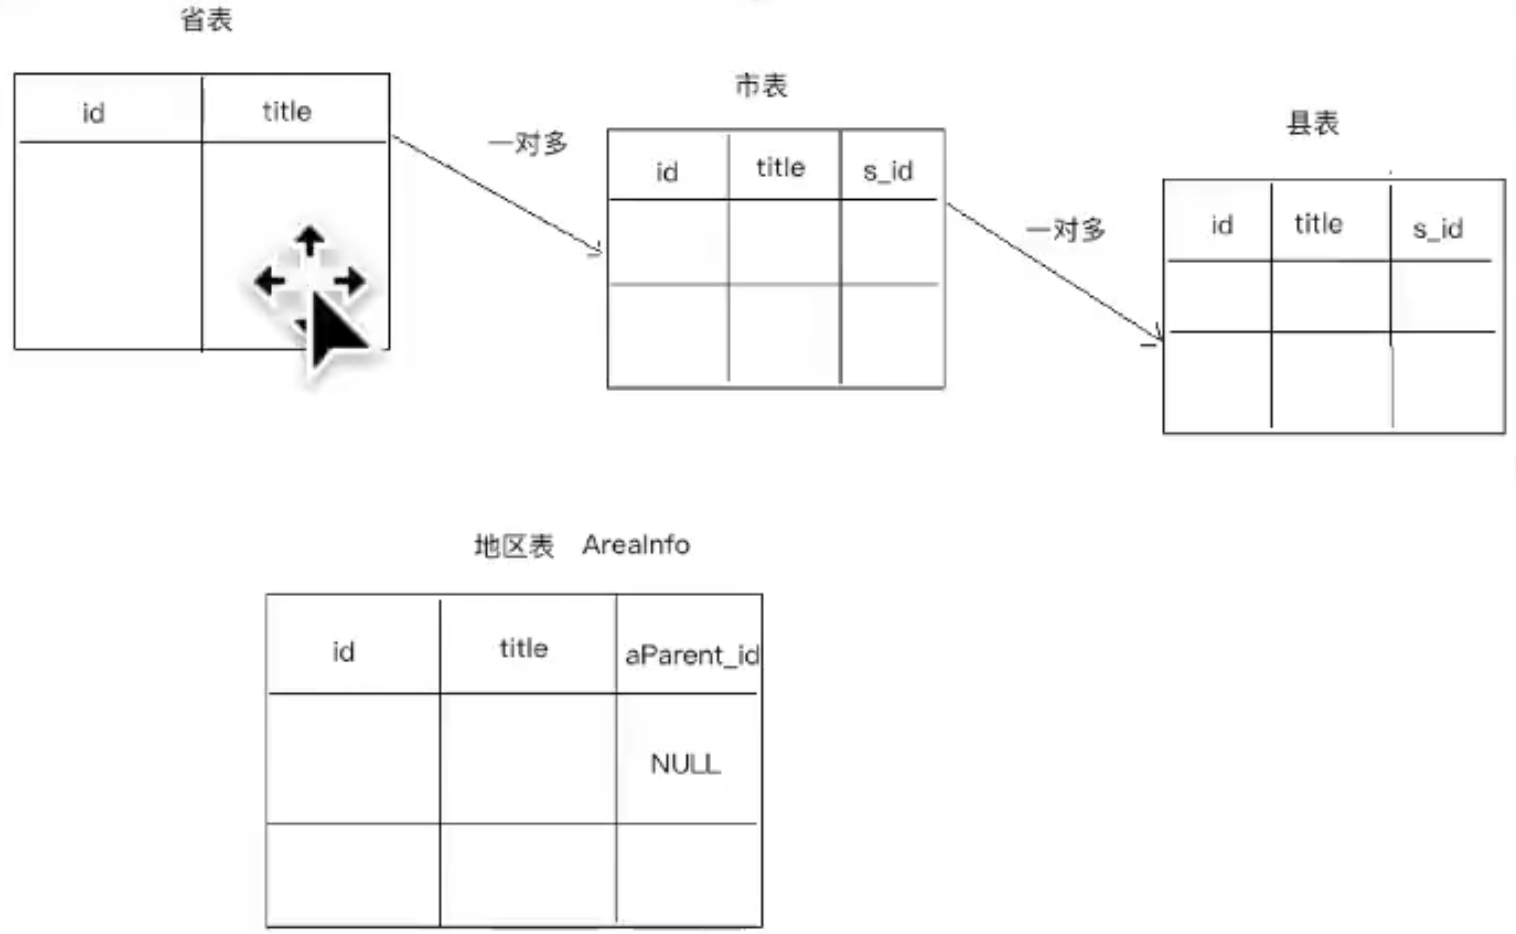 省表
id title
一对多
市表
id title s_id
一对多
县表
id title s_id
地区表 AreaInfo
id title aParent_id
NULL